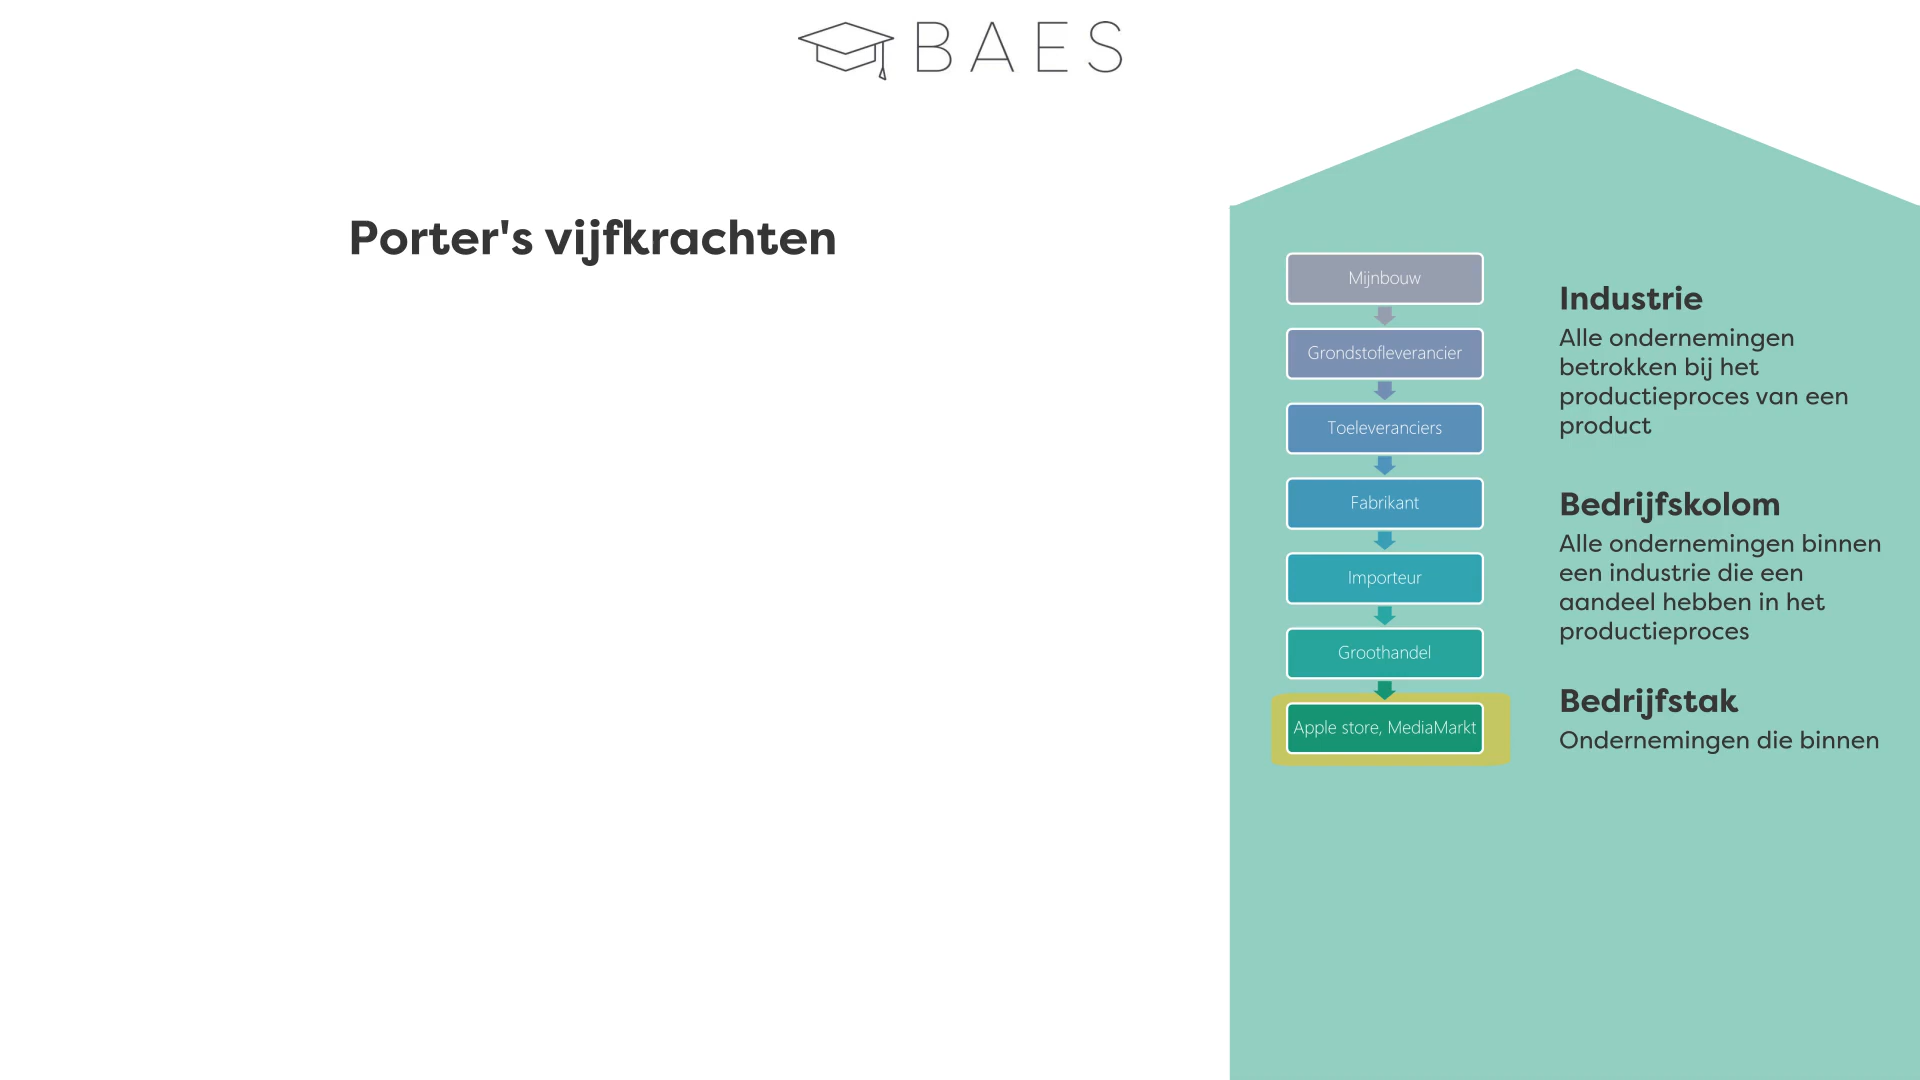 BAES
Porter's vijfkrachten
Mijnbouw
Grondstofleverancier
Toeleveranciers
Fabrikant
Importeur
Groothandel
Apple store, MediaMarkt
Industrie
Alle ondernemingen
betrokken bij het
productieproces van een
product
Bedrijfskolom
Alle ondernemingen binnen
een industrie die een
aandeel hebben in het
productieproces
Bedrijfstak
Ondernemingen die binnen